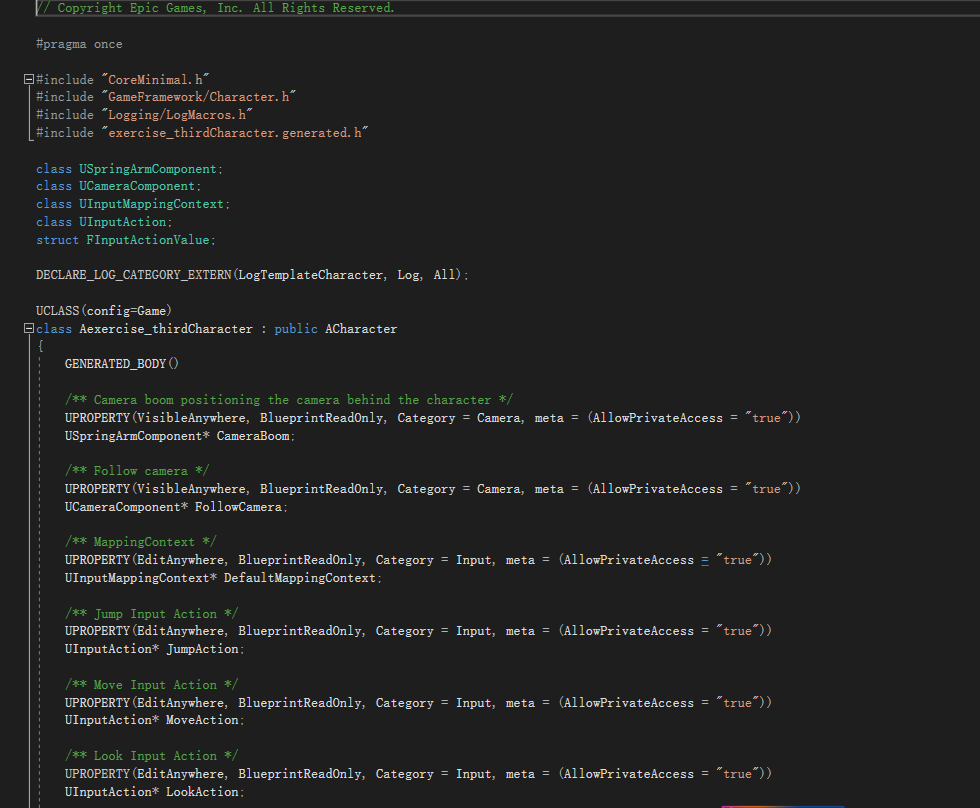 // Copyright Epic Games, Inc. All Rights Reserved.
#pragma once
#include "CoreMinimal.h"
#include "GameFramework/Character.h"
#include "Logging/LogMacros.h"
#include "exercise_thirdCharacter.generated.h"
class USpringArmComponent;
class UCameraComponent;
class UInputMappingContext;
class UInputAction;
struct FInputActionValue;
DECLARE_LOG_CATEGORY_EXTERN(LogTemplateCharacter, Log, All);
UCLASS(config=Game)
class Aexercise_thirdCharacter : public ACharacter
{
GENERATED_BODY()
/** Camera boom positioning the camera behind the character */
UPROPERTY(VisibleAnywhere, BlueprintReadOnly, Category = Camera, meta = (AllowPrivateAccess = "true"))
USpringArmComponent* CameraBoom;
/** Follow camera */
UPROPERTY(VisibleAnywhere, BlueprintReadOnly, Category = Camera, meta = (AllowPrivateAccess = "true"))
UCameraComponent* FollowCamera;
/** MappingContext */
UPROPERTY(EditAnywhere, BlueprintReadOnly, Category = Input, meta = (AllowPrivateAccess = "true"))
UInputMappingContext* DefaultMappingContext;
/** Jump Input Action */
UPROPERTY(EditAnywhere, BlueprintReadOnly, Category = Input, meta = (AllowPrivateAccess = "true"))
UInputAction* JumpAction;
/** Move Input Action */
UPROPERTY(EditAnywhere, BlueprintReadOnly, Category = Input, meta = (AllowPrivateAccess = "true"))
UInputAction* MoveAction;
/** Look Input Action */
UPROPERTY(EditAnywhere, BlueprintReadOnly, Category = Input, meta = (AllowPrivateAccess = "true"))
UInputAction* LookAction;